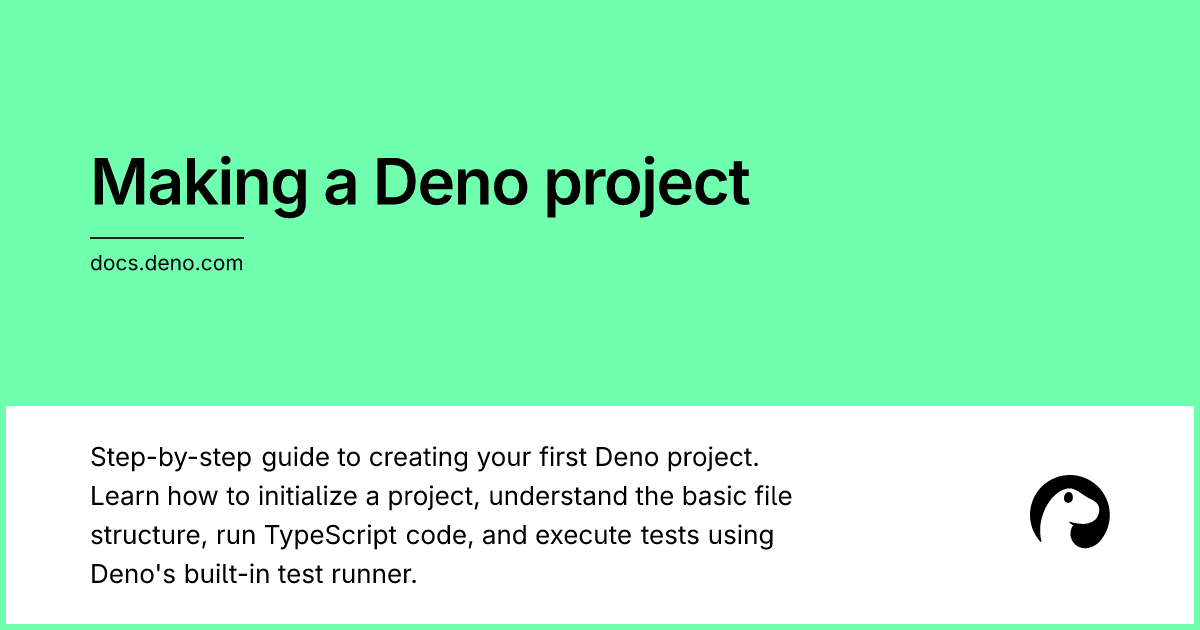 Making a Deno project
docs.deno.com
Step-by-step guide to creating your first Deno project.
Learn how to initialize a project, understand the basic file
structure, run TypeScript code, and execute tests using
Deno's built-in test runner.